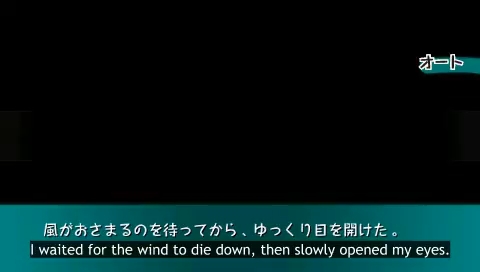 オート
風がおさまるのを待ってから、ゆっくり目を開けた。
I waited for the wind to die down, then slowly opened my eyes.